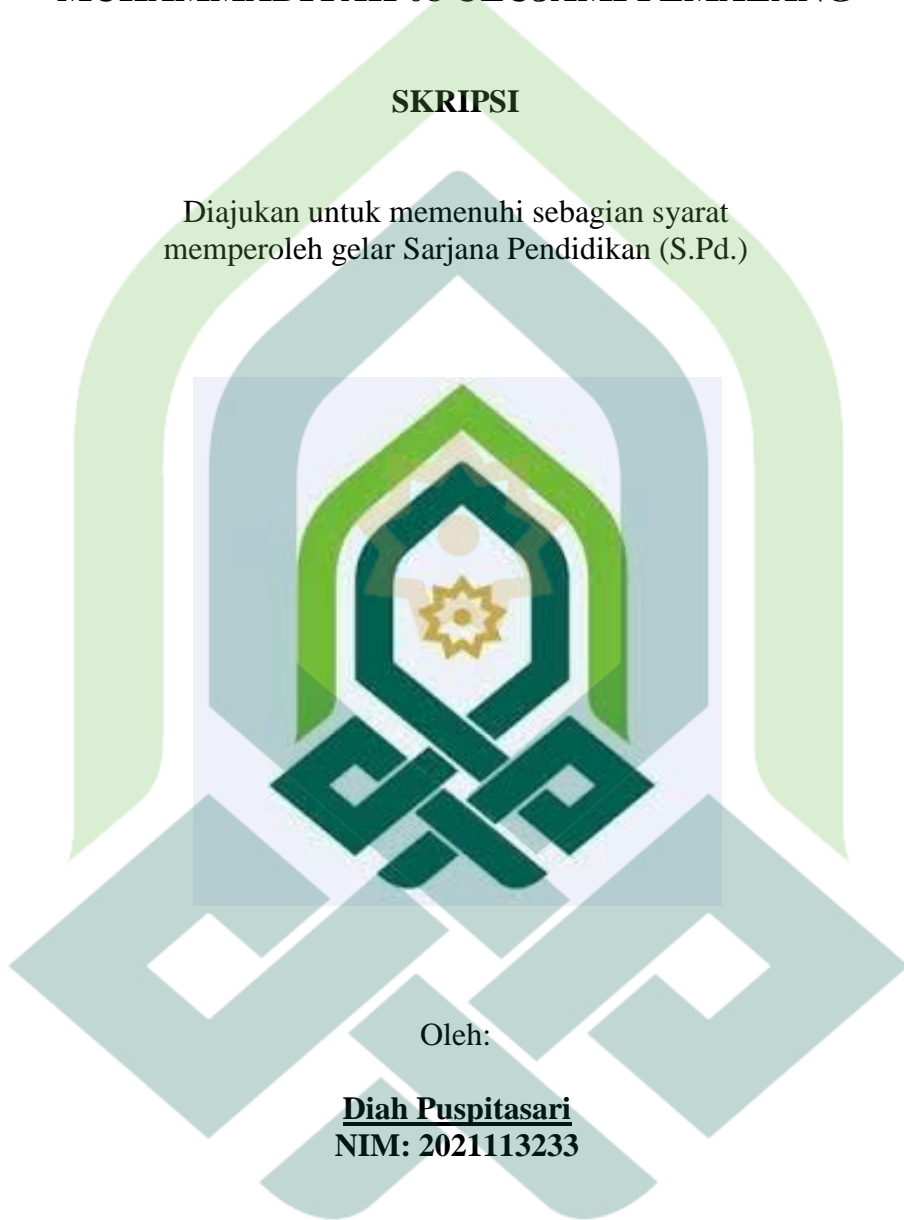 SKRIPSI
Diajukan untuk memenuhi sebagian syarat
memperoleh gelar Sarjana Pendidikan (S.Pd.)
Oleh:
Diah Puspitasari
NIM: 2021113233